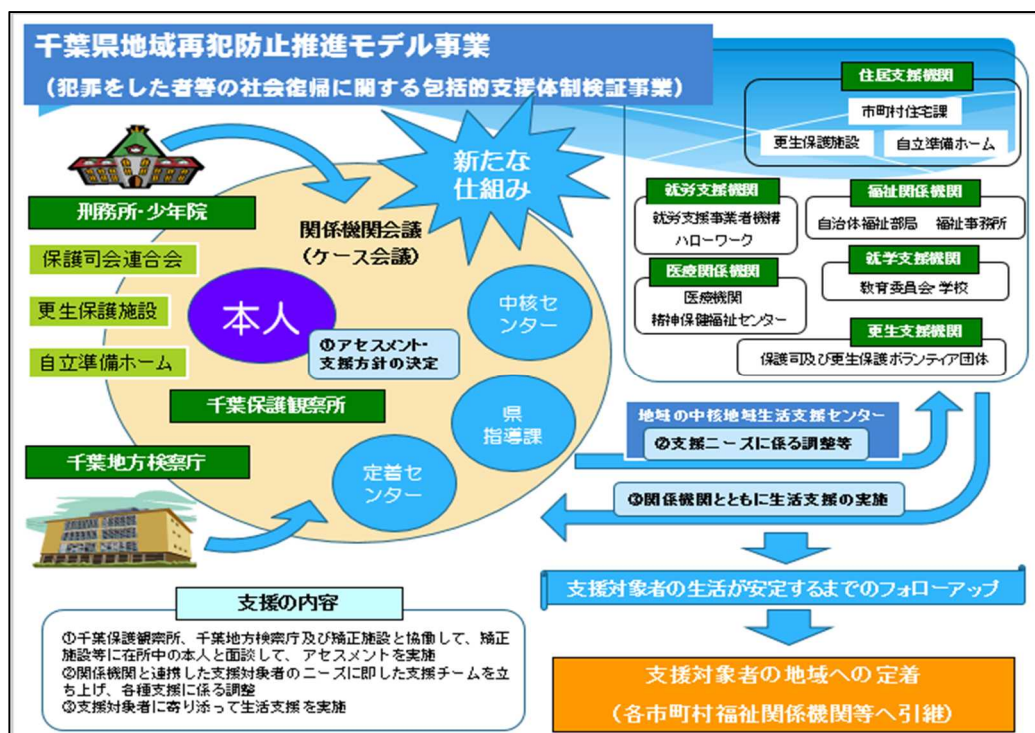 千葉県地域再犯防止推進モデル事業
（犯罪をした者等の社会復帰に関する包括的支援体制検証事業）
刑務所・少年院
保護司会連合会
更生保護施設
自立準備ホーム
千葉地方検察庁
新たな
仕組み
関係機関会議
（ケース会議）
本人
①アセスメント・
支援方針の決定
千葉保護観察所
中核セ
ンター
県
指導課
定着セ
ンター
住居支援機関
市町村住宅課
更生保護施設
自立準備ホーム
就労支援機関
就労支援事業者機構
ハローワーク
福祉関係機関
自治体福祉部局 福祉事務所
医療関係機関
医療機関
精神保健福祉センター
就学支援機関
教育委員会・学校
更生支援機関
保護司及び更生保護ボランティア団体
地域の中核地域生活支援センター
②支援ニーズに係る調整等
③関係機関とともに生活支援の実施
支援対象者の生活が安定するまでのフォローアップ
支援対象者の地域への定着
（各市町村福祉関係機関等へ引継）
支援の内容
①千葉保護観察所、千葉地方検察庁及び矯正施設と協働して、矯正
施設等に在所中の本人と面談して、アセスメントを実施
②関係機関と連携した支援対象者のニーズに即した支援チームを立
ち上げ、各種支援に係る調整
③支援対象者に寄り添って生活支援を実施